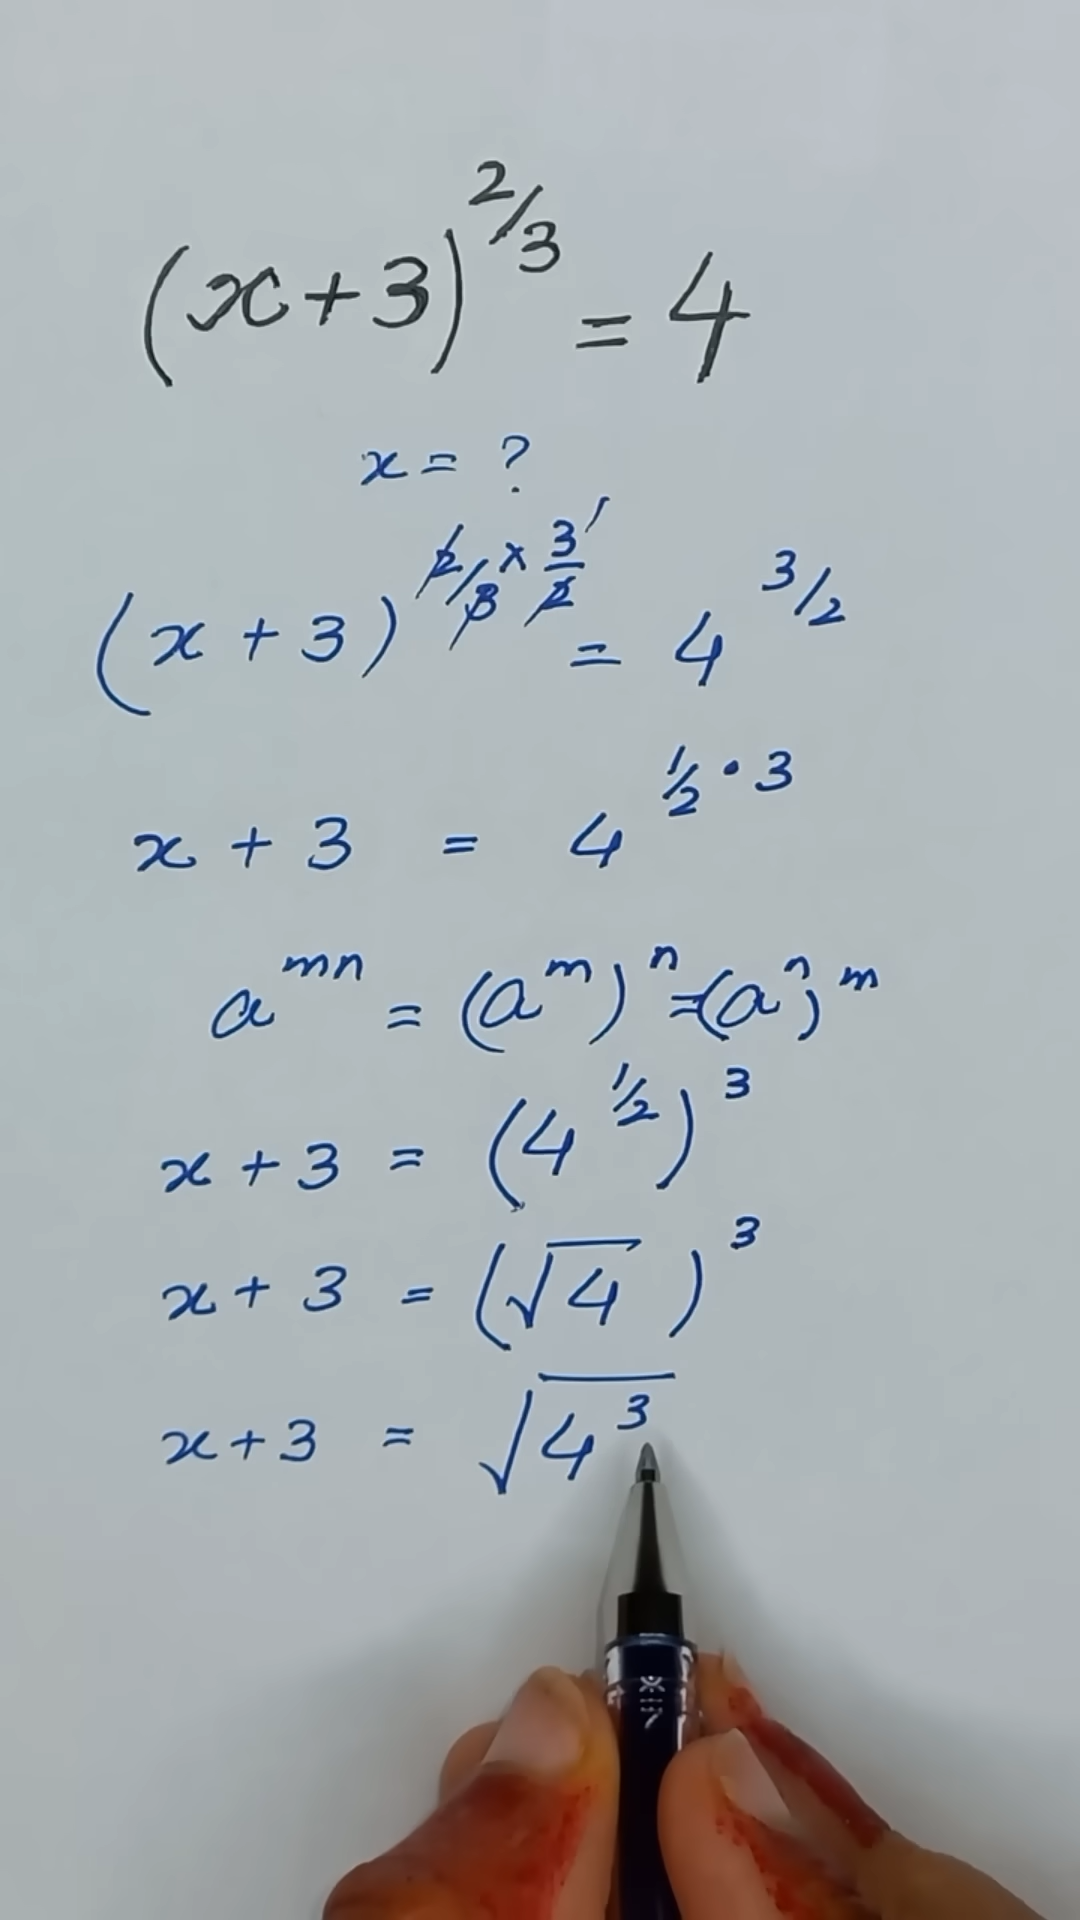 (x+3)^2/3 = 4
x = ?
(x + 3)^2/3 × 3/2 1 = 4^3/2
x + 3 = 4^1/2 · 3
a^mn = (a^m)^n = (a^n)^m
x + 3 = (4^1/2)^3
x + 3 = (√4)^3
x + 3 = √4^3